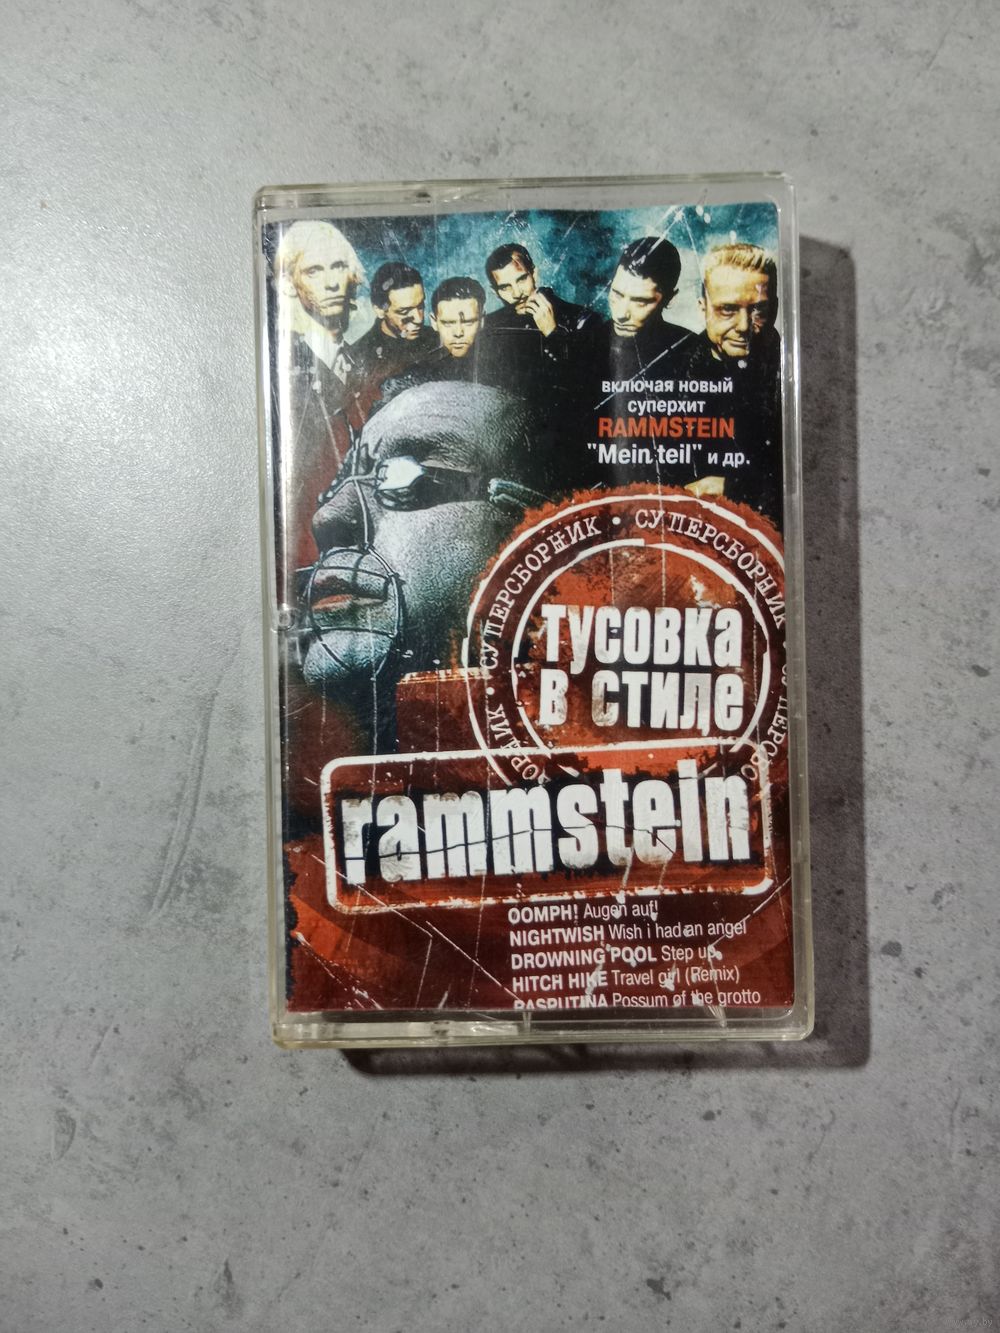 включая новый
суперхит
RAMMSTEIN
"Mein teil" и др.
СУПЕРСБОРНИК • СУПЕРСБОРНИК
тусовка
в стиле
rammstein
OOMPH! Augen auf!
NIGHTWISH Wish i had an angel
DROWNING POOL Step up
HITCH HIKE Travel girl (Remix)
RASPUTINA Possum of the grotto